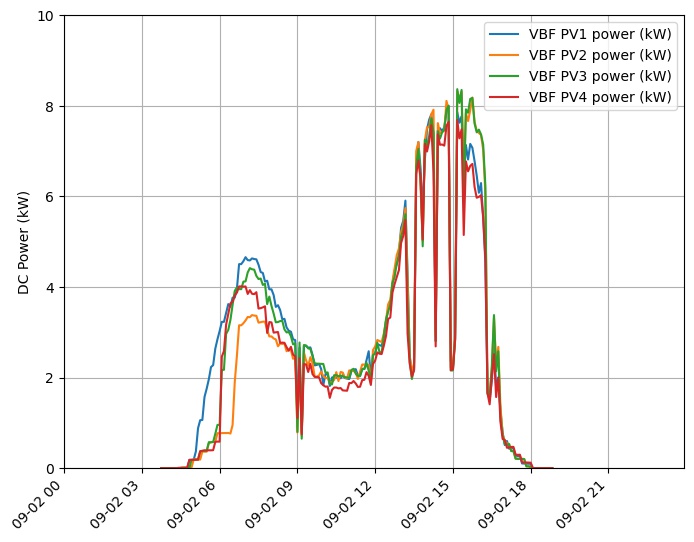 10
8
6
4
2
0
DC Power (kW)
VBF PV1 power (kW)
VBF PV2 power (kW)
VBF PV3 power (kW)
VBF PV4 power (kW)
09-02 00
09-02 03
09-02 06
09-02 09
09-02 12
09-02 15
09-02 18
09-02 21